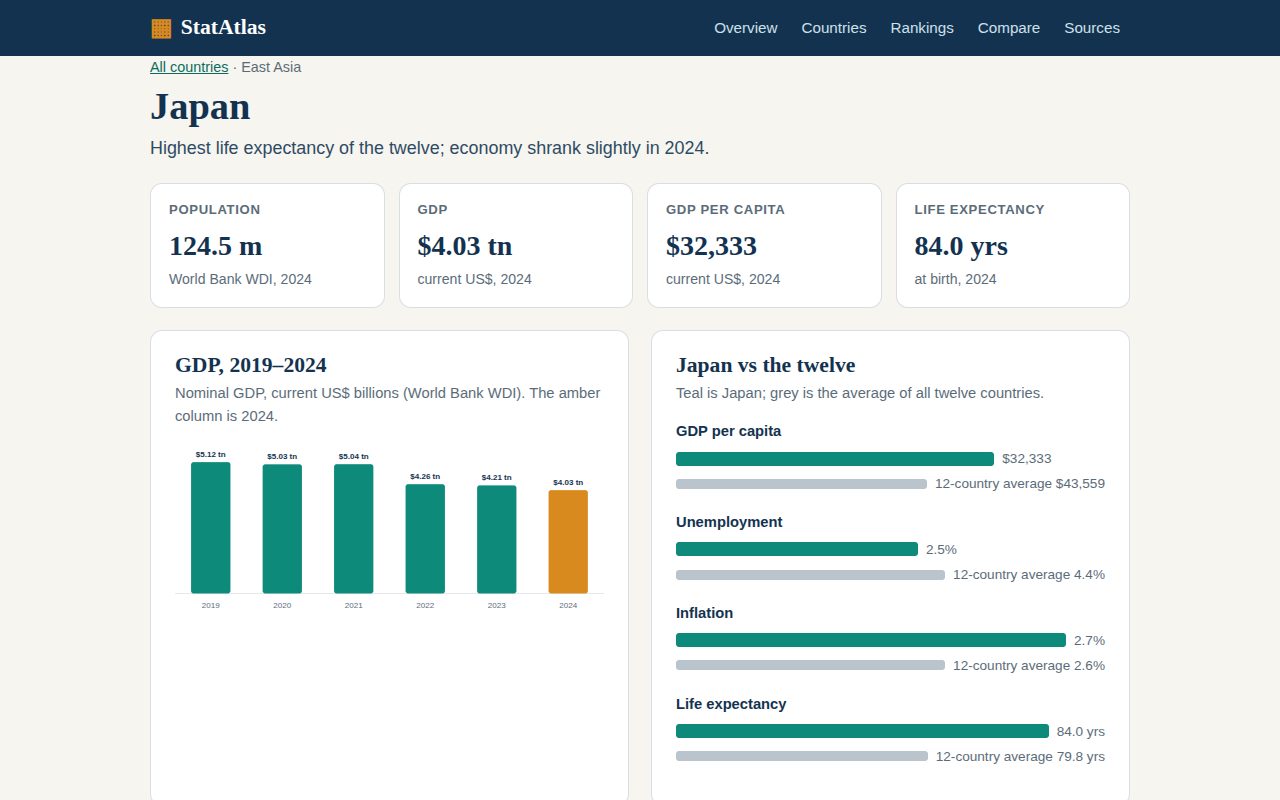 StatAtlas
Overview Countries Rankings Compare Sources
All countries · East Asia
Japan
Highest life expectancy of the twelve; economy shrank slightly in 2024.
POPULATION
124.5 m
World Bank WDI, 2024
GDP
$4.03 tn
current US$, 2024
GDP PER CAPITA
$32,333
current US$, 2024
LIFE EXPECTANCY
84.0 yrs
at birth, 2024
GDP, 2019–2024
Nominal GDP, current US$ billions (World Bank WDI). The amber
column is 2024.
$5.12 tn $5.03 tn $5.04 tn $4.26 tn $4.21 tn $4.03 tn
2019 2020 2021 2022 2023 2024
Japan vs the twelve
Teal is Japan; grey is the average of all twelve countries.
GDP per capita
$32,333
12-country average $43,559
Unemployment
2.5%
12-country average 4.4%
Inflation
2.7%
12-country average 2.6%
Life expectancy
84.0 yrs
12-country average 79.8 yrs